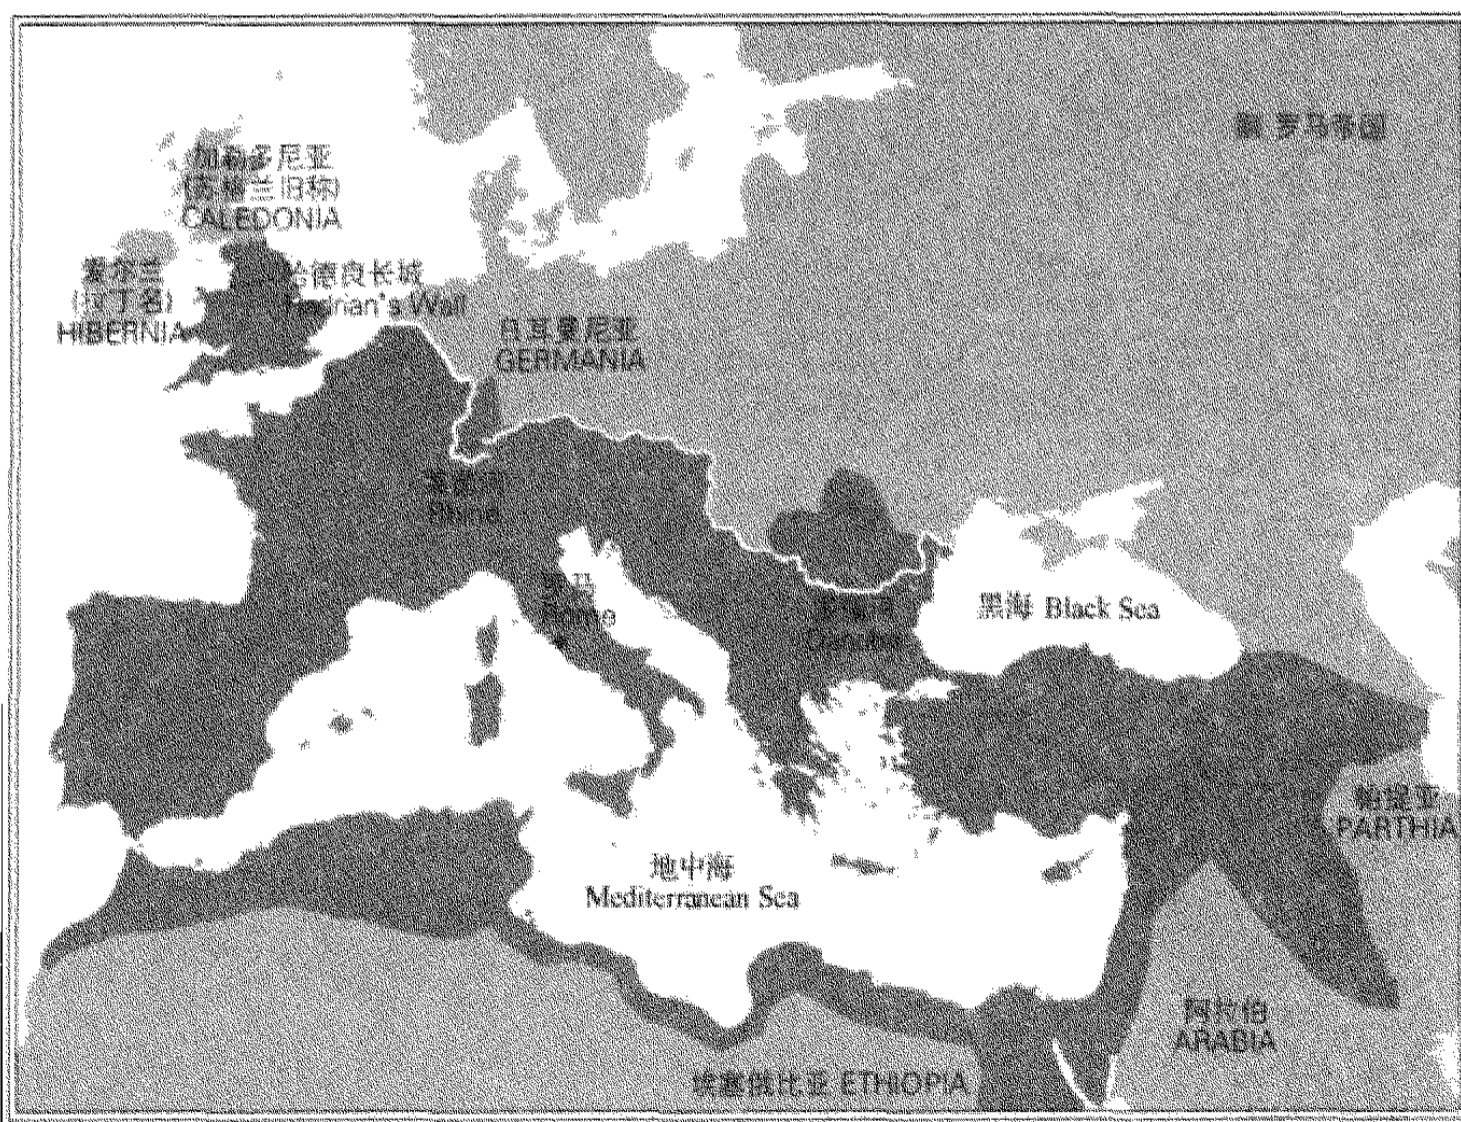 罗马帝国
加勒多尼亚
(苏格兰旧称)
CALEDONIA
爱尔兰
(拉丁名)
HIBERNIA
哈德良长城
Hadrian's Wall
日耳曼尼亚
GERMANIA
Rhine
罗马
Rome
Danube
黑海 Black Sea
帕提亚
PARTHIA
地中海
Mediterranean Sea
阿拉伯
ARABIA
埃塞俄比亚 ETHIOPIA